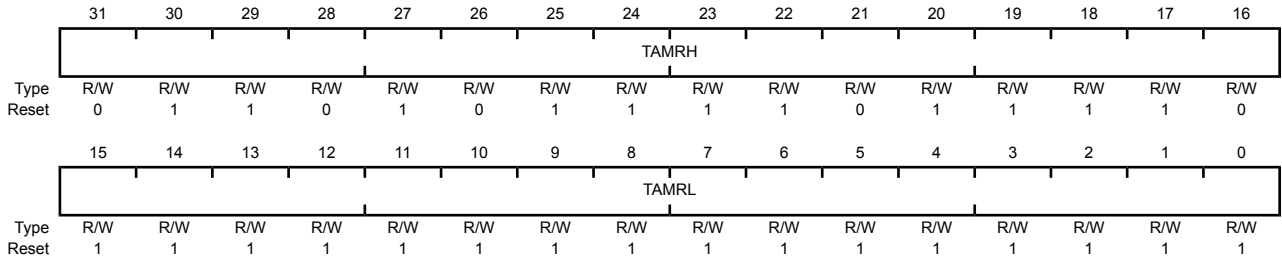 31 30 29 28 27 26 25 24 23 22 21 20 19 18 17 16
TAMRH
Type R/W R/W R/W R/W R/W R/W R/W R/W R/W R/W R/W R/W R/W R/W R/W R/W
Reset 0 1 1 0 1 0 1 1 1 1 0 1 1 1 1 0
15 14 13 12 11 10 9 8 7 6 5 4 3 2 1 0
TAMRL
Type R/W R/W R/W R/W R/W R/W R/W R/W R/W R/W R/W R/W R/W R/W R/W R/W
Reset 1 1 1 1 1 1 1 1 1 1 1 1 1 1 1 1